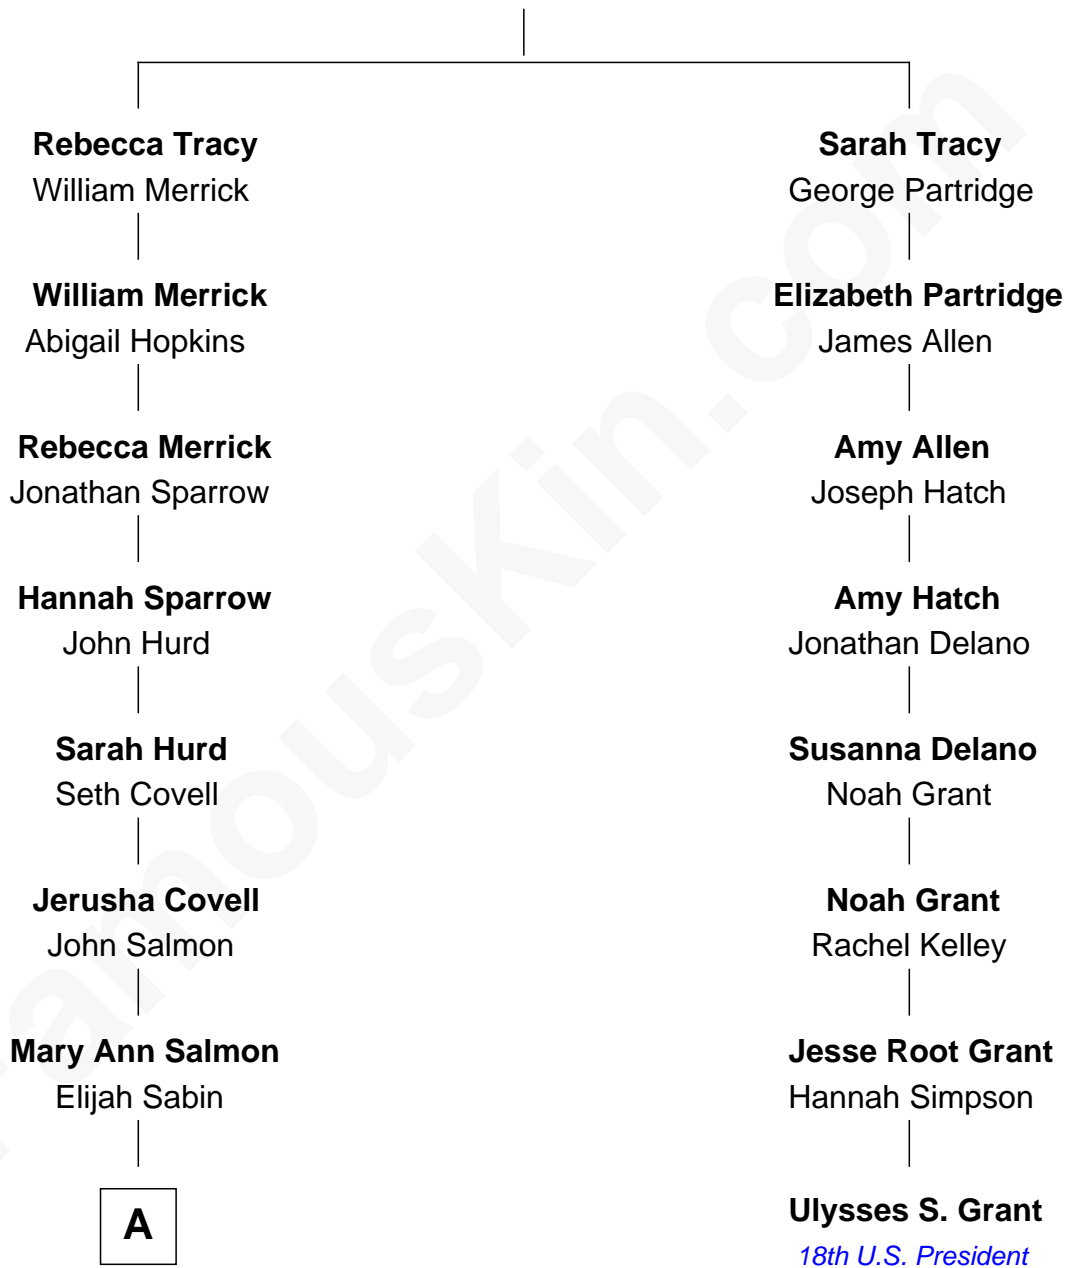 Rebecca Tracy
William Merrick
Sarah Tracy
George Partridge
William Merrick
Abigail Hopkins
Elizabeth Partridge
James Allen
Rebecca Merrick
Jonathan Sparrow
Amy Allen
Joseph Hatch
Hannah Sparrow
John Hurd
Amy Hatch
Jonathan Delano
Sarah Hurd
Seth Covell
Susanna Delano
Noah Grant
Jerusha Covell
John Salmon
Noah Grant
Rachel Kelley
Mary Ann Salmon
Elijah Sabin
Jesse Root Grant
Hannah Simpson
A
Ulysses S. Grant
18th U.S. President
FamousKin.com